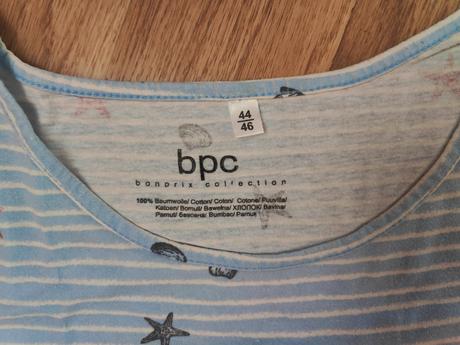 44
46
bpc
bonprix collection
100% Baumwolle/ Cotton/ Coton/ Cotone/ Puuvilla/
Katoen/ Bomull/ Bawełna/ ХЛОПОК/ Bavlna/
Pamut/ бавовна/ Bumbac/ Pamuk